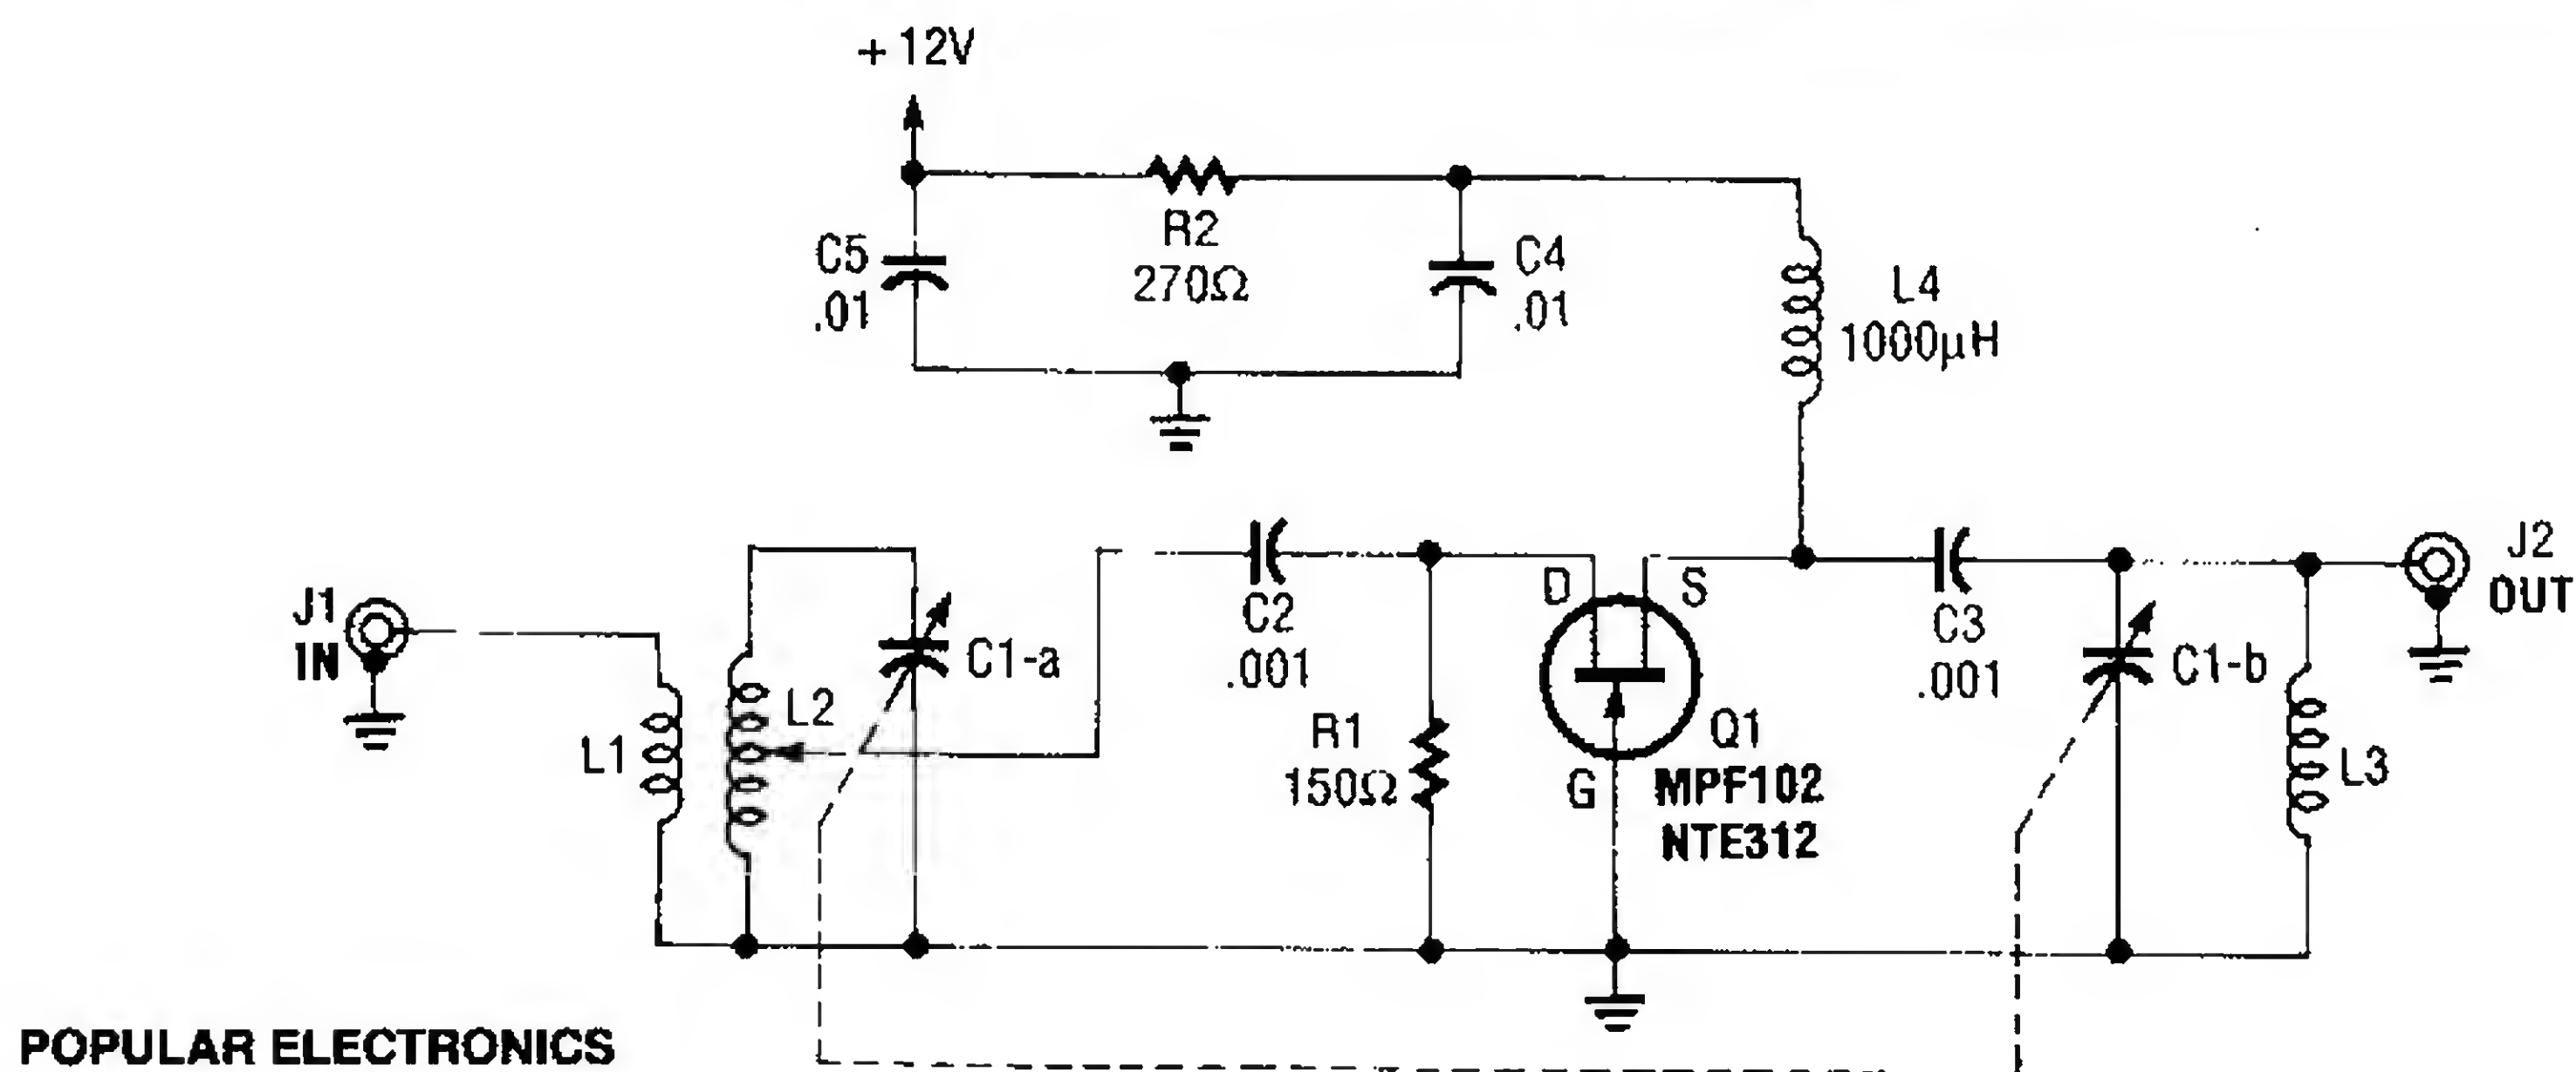 + 12V
C5
.01
R2
270Ω
C4
.01
L4
1000µH
J1
IN
L1
L2
C1-a
C2
.001
R1
150Ω
D
S
G
Q1
MPF102
NTE312
C3
.001
C1-b
L3
J2
OUT
POPULAR ELECTRONICS